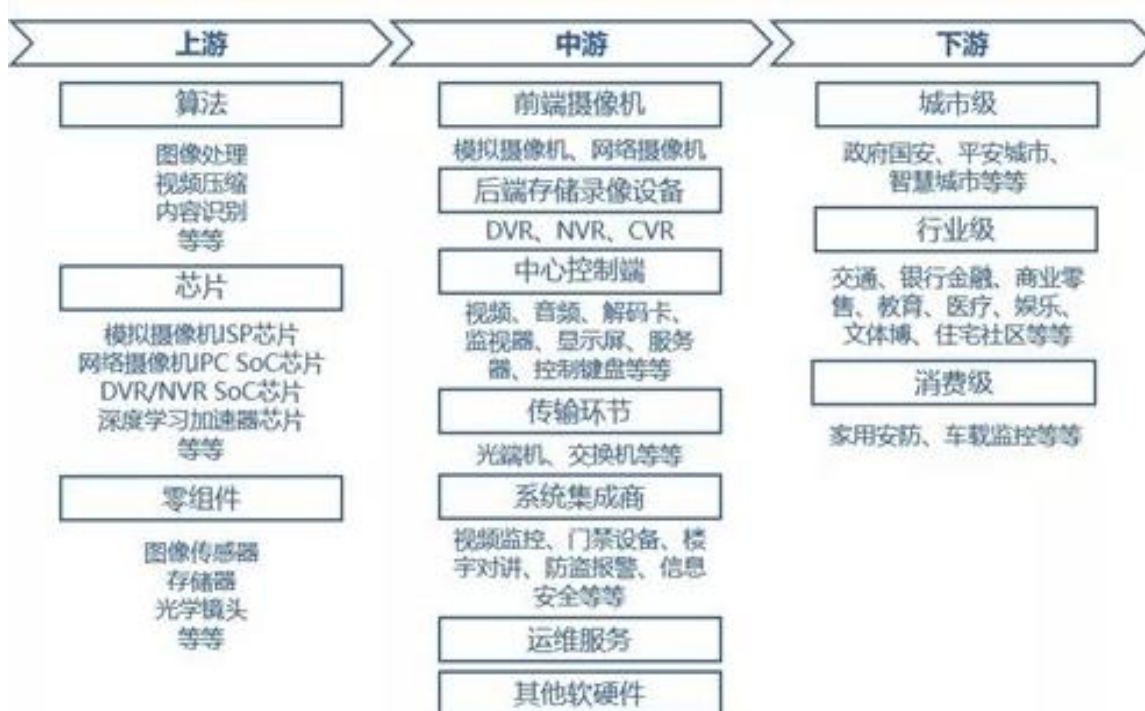 上游
算法
图像处理
视频压缩
内容识别
等等
芯片
模拟摄像机ISP芯片
网络摄像机IPC SoC芯片
DVR/NVR SoC芯片
深度学习加速器芯片
等等
零组件
图像传感器
存储器
光学镜头
等等
中游
前端摄像机
模拟摄像机、网络摄像机
后端存储录像设备
DVR、NVR、CVR
中心控制端
视频、音频、解码卡、
监视器、显示屏、服务
器、控制键盘等等
传输环节
光端机、交换机等等
系统集成商
视频监控、门禁设备、楼
宇对讲、防盗报警、信息
安全等等
运维服务
其他软硬件
下游
城市级
政府国安、平安城市、
智慧城市等等
行业级
交通、银行金融、商业零
售、教育、医疗、娱乐、
文体博、住宅社区等等
消费级
家用安防、车载监控等等